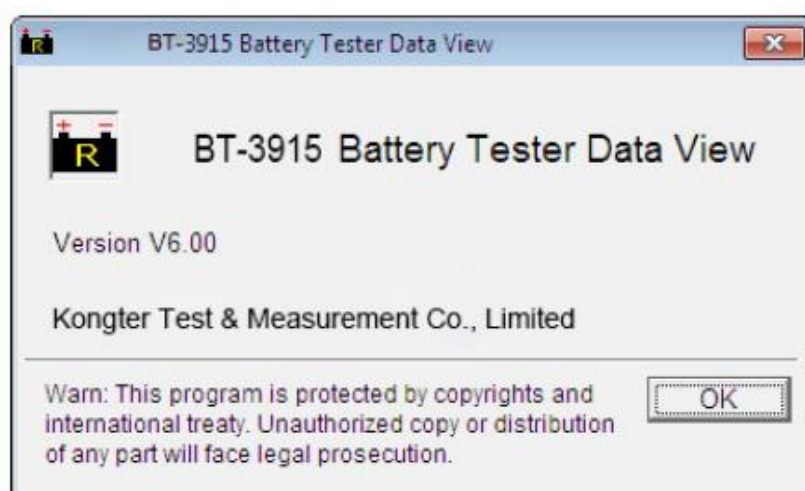 BT-3915 Battery Tester Data View
+ −
R
BT-3915 Battery Tester Data View
Version V6.00
Kongter Test & Measurement Co., Limited
Warn: This program is protected by copyrights and
international treaty. Unauthorized copy or distribution
of any part will face legal prosecution.
OK